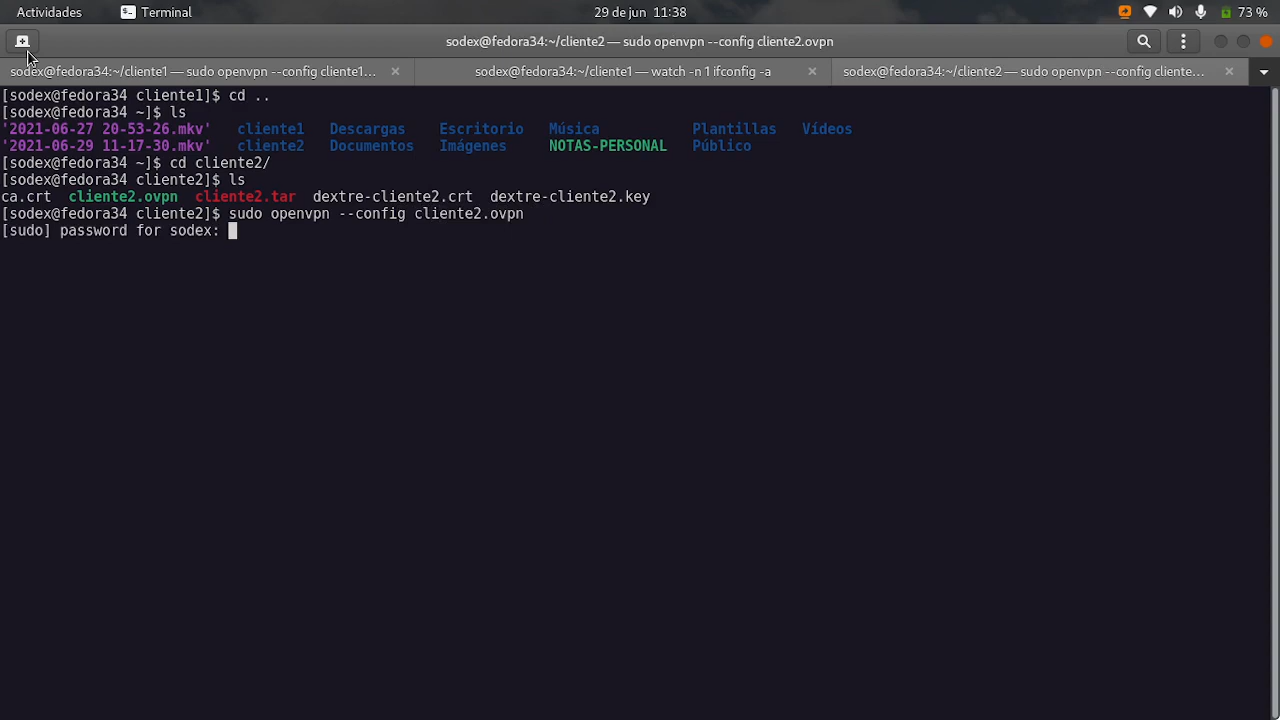 Actividades Terminal 29 de jun 11:38 73 %
sodex@fedora34:~/cliente2 — sudo openvpn --config cliente2.ovpn
sodex@fedora34:~/cliente1 — sudo openvpn --config cliente1... sodex@fedora34:~/cliente1 — watch -n 1 ifconfig -a sodex@fedora34:~/cliente2 — sudo openvpn --config cliente...
[sodex@fedora34 cliente1]$ cd ..
[sodex@fedora34 ~]$ ls
'2021-06-27 20-53-26.mkv' cliente1 Descargas Escritorio Música Plantillas Vídeos
'2021-06-29 11-17-30.mkv' cliente2 Documentos Imágenes NOTAS-PERSONAL Público
[sodex@fedora34 ~]$ cd cliente2/
[sodex@fedora34 cliente2]$ ls
ca.crt cliente2.ovpn cliente2.tar dextre-cliente2.crt dextre-cliente2.key
[sodex@fedora34 cliente2]$ sudo openvpn --config cliente2.ovpn
[sudo] password for sodex: